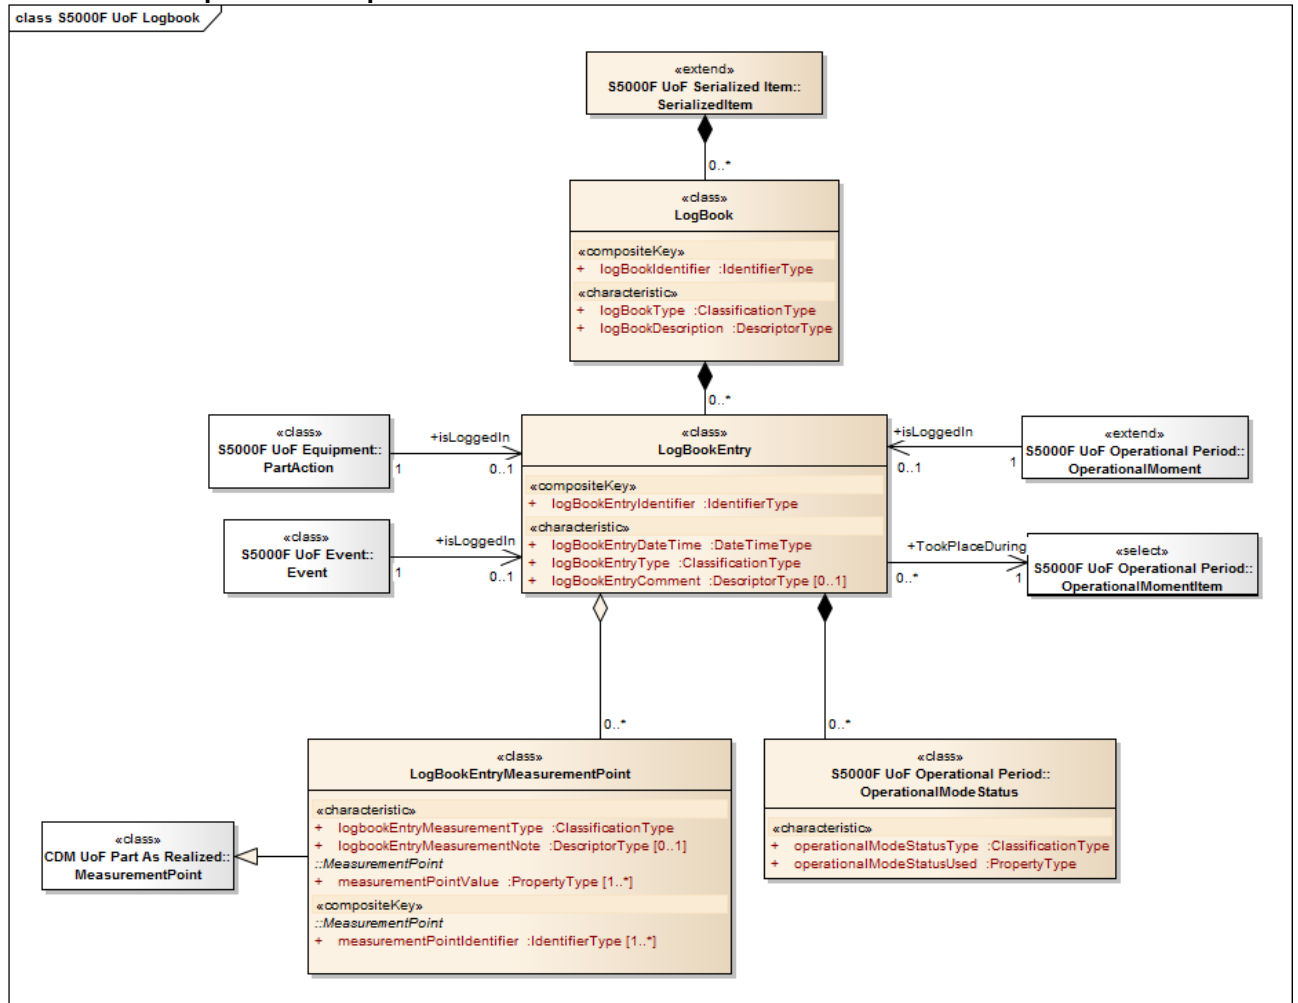 class S5000F UoF Logbook
«extend»
S5000F UoF Serialized Item::
SerializedItem
0..*
«class»
LogBook
«compositeKey»
+ logBookIdentifier :IdentifierType
«characteristic»
+ logBookType :ClassificationType
+ logBookDescription :DescriptorType
0..*
«class»
S5000F UoF Equipment::
PartAction
+isLoggedIn
1
0..1
«class»
LogBookEntry
«compositeKey»
+ logBookEntryIdentifier :IdentifierType
«characteristic»
+ logBookEntryDateTime :DateTimeType
+ logBookEntryType :ClassificationType
+ logBookEntryComment :DescriptorType [0..1]
+isLoggedIn
0..1
1
«extend»
S5000F UoF Operational Period::
OperationalMoment
«class»
S5000F UoF Event::
Event
+isLoggedIn
1
0..1
+TookPlaceDuring
0..*
1
«select»
S5000F UoF Operational Period::
OperationalMomentItem
0..*
0..*
«class»
LogBookEntryMeasurementPoint
«characteristic»
+ logbookEntryMeasurementType :ClassificationType
+ logbookEntryMeasurementNote :DescriptorType [0..1]
::MeasurementPoint
+ measurementPointValue :PropertyType [1..*]
«compositeKey»
::MeasurementPoint
+ measurementPointIdentifier :IdentifierType [1..*]
«class»
S5000F UoF Operational Period::
OperationalModeStatus
«characteristic»
+ operationalModeStatusType :ClassificationType
+ operationalModeStatusUsed :PropertyType
«class»
CDM UoF Part As Realized::
MeasurementPoint